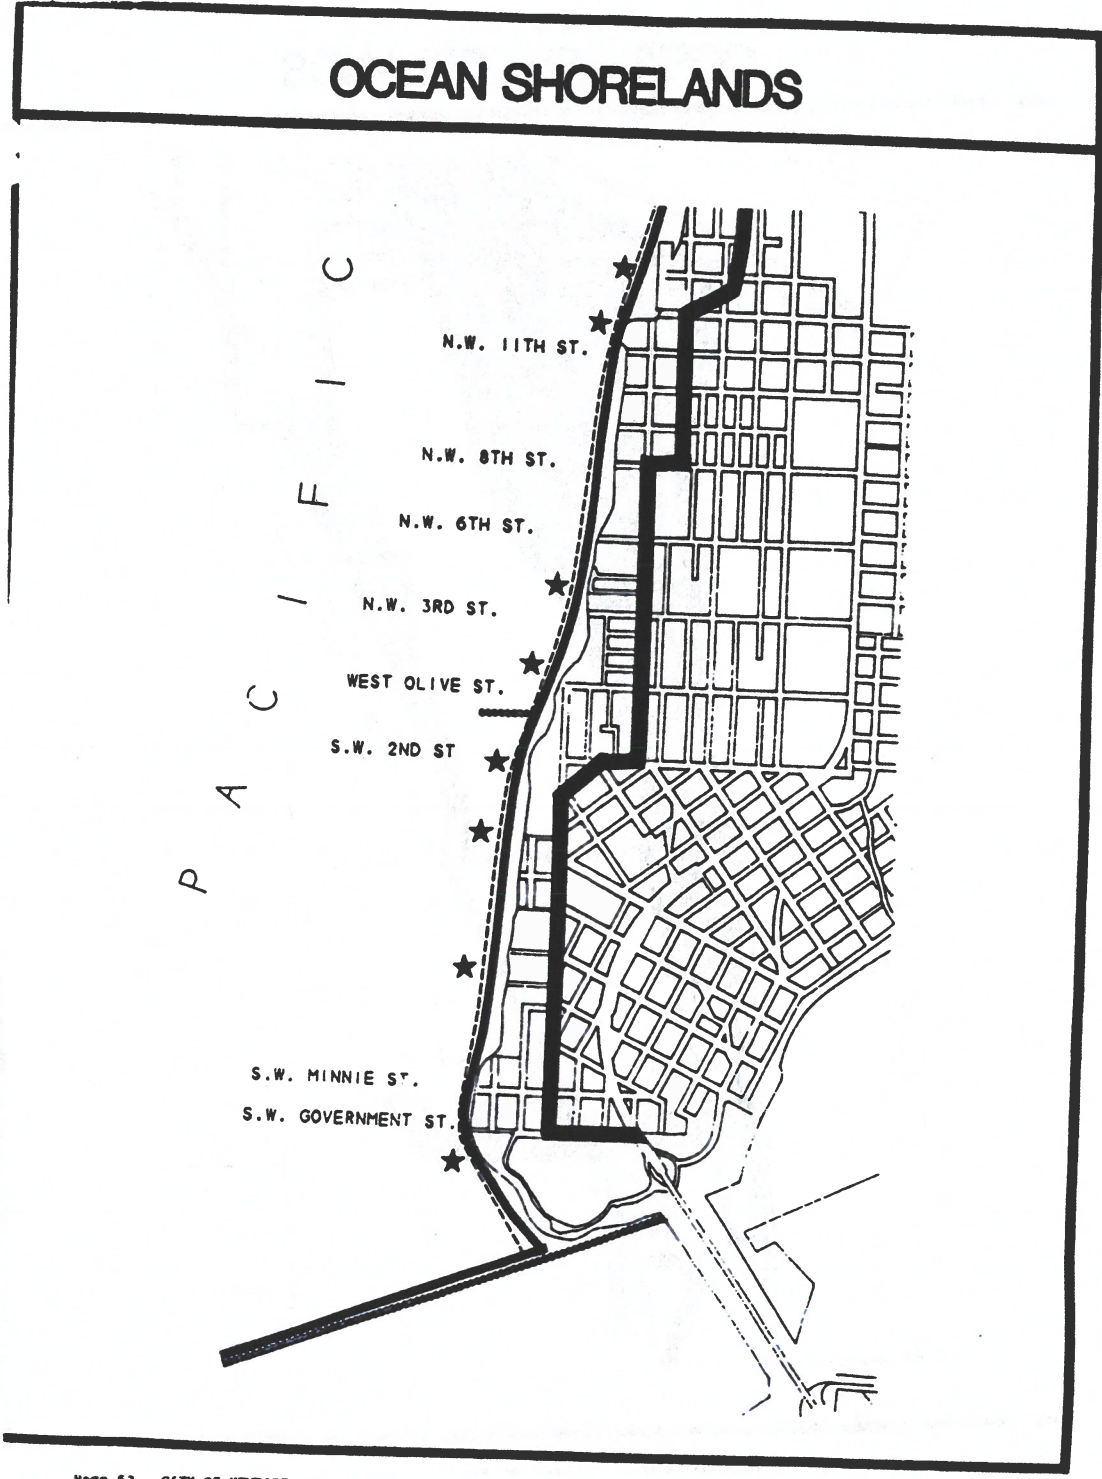 OCEAN SHORELANDS
PACIFIC
N.W. 11TH ST.
N.W. 8TH ST.
N.W. 6TH ST.
N.W. 3RD ST.
WEST OLIVE ST.
S.W. 2ND ST
S.W. MINNIE ST.
S.W. GOVERNMENT ST.